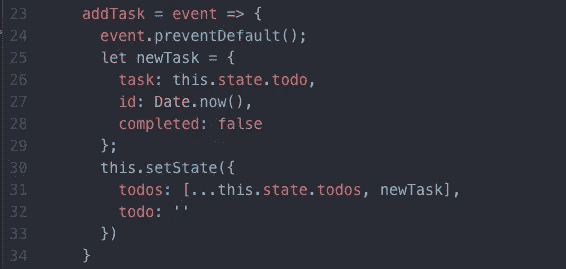 23 addTask = event => {
24 event.preventDefault();
25 let newTask = {
26 task: this.state.todo,
27 id: Date.now(),
28 completed: false
29 };
30 this.setState({
31 todos: [...this.state.todos, newTask],
32 todo: ''
33 })
34 }